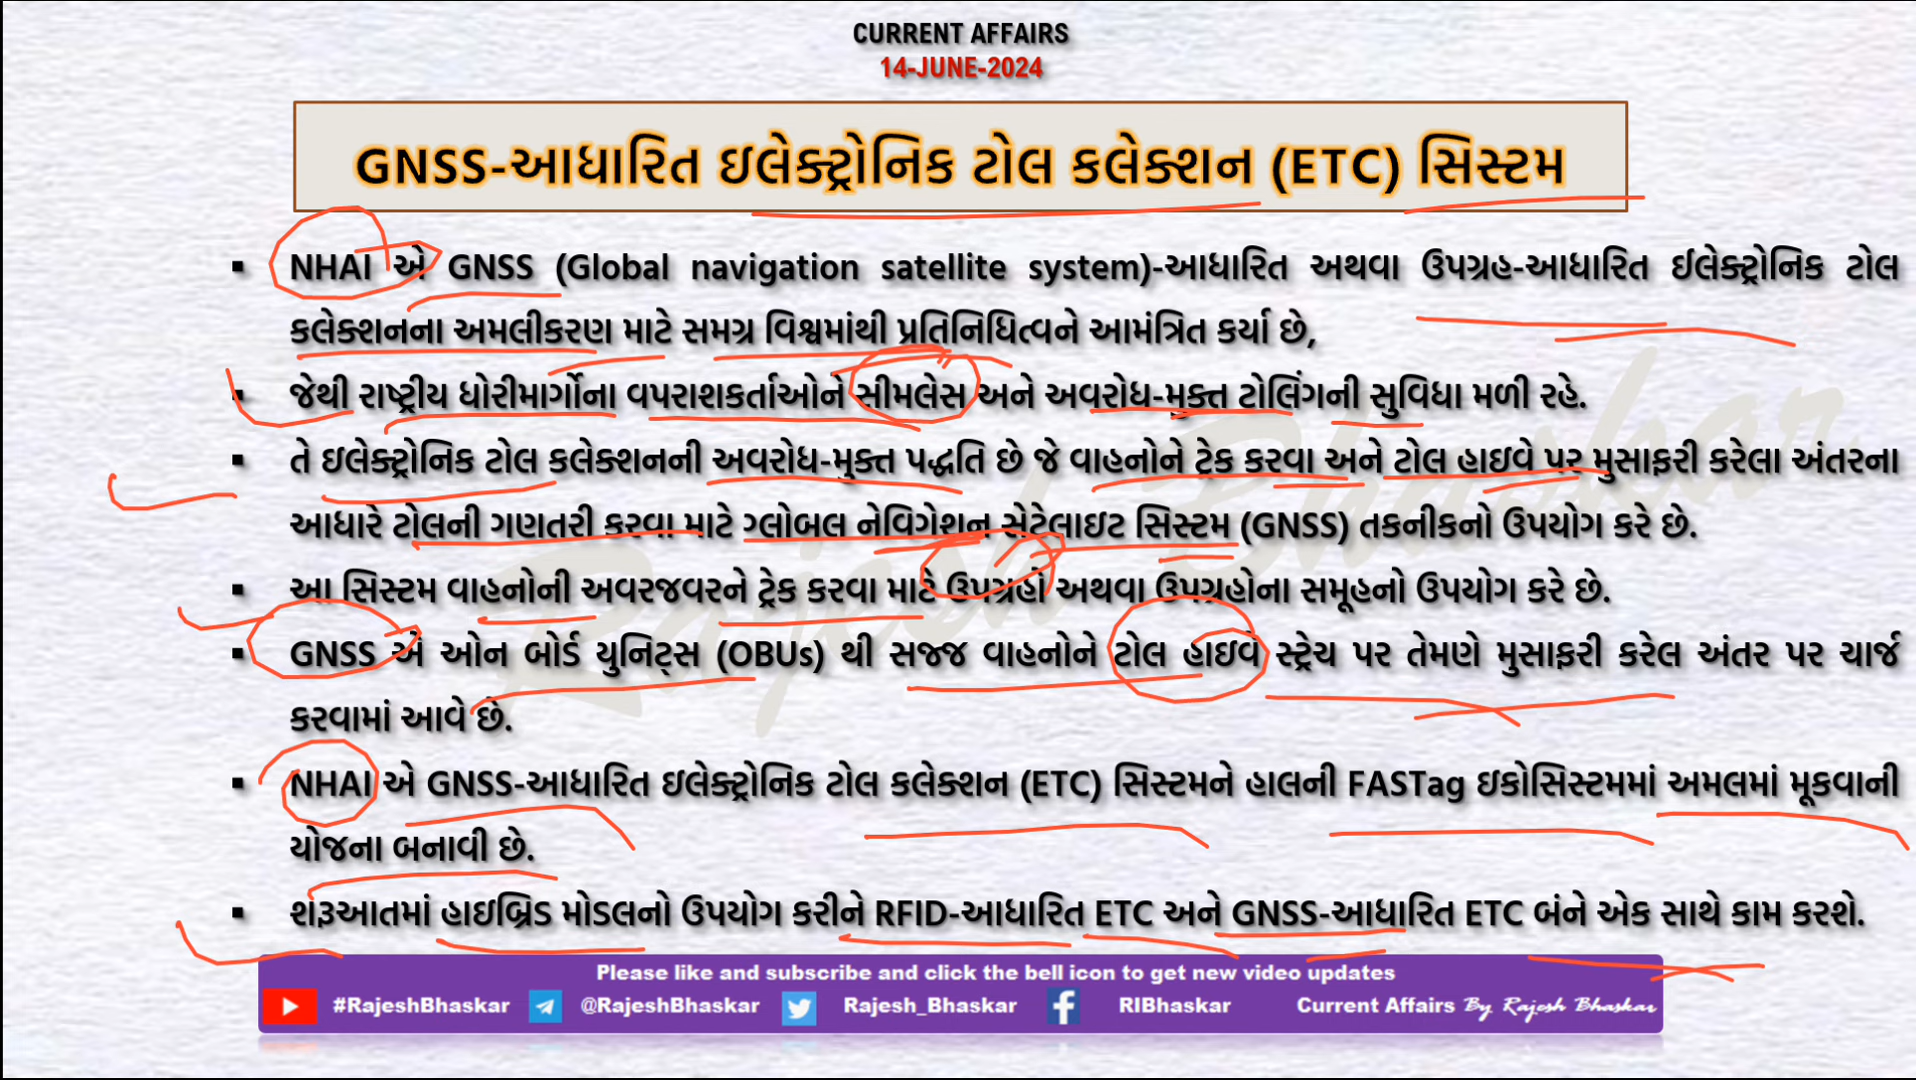 CURRENT AFFAIRS
14-JUNE-2024
GNSS-આધારિત ઇલેક્ટ્રોનિક ટોલ કલેક્શન (ETC) સિસ્ટમ
▪ NHAI એ GNSS (Global navigation satellite system)-આધારિત અથવા ઉપગ્રહ-આધારિત ઈલેક્ટ્રોનિક ટોલ
કલેક્શનના અમલીકરણ માટે સમગ્ર વિશ્વમાંથી પ્રતિનિધિત્વને આમંત્રિત કર્યા છે,
▪ જેથી રાષ્ટ્રીય ધોરીમાર્ગોના વપરાશકર્તાઓને સીમલેસ અને અવરોધ-મુક્ત ટોલિંગની સુવિધા મળી રહે.
▪ તે ઇલેક્ટ્રોનિક ટોલ કલેક્શનની અવરોધ-મુક્ત પદ્ધતિ છે જે વાહનોને ટ્રેક કરવા અને ટોલ હાઇવે પર મુસાફરી કરેલા અંતરના
આધારે ટોલની ગણતરી કરવા માટે ગ્લોબલ નેવિગેશન સેટેલાઇટ સિસ્ટમ (GNSS) તકનીકનો ઉપયોગ કરે છે.
▪ આ સિસ્ટમ વાહનોની અવરજવરને ટ્રેક કરવા માટે ઉપગ્રહો અથવા ઉપગ્રહોના સમૂહનો ઉપયોગ કરે છે.
▪ GNSS એ ઓન બોર્ડ યુનિટ્સ (OBUs) થી સજ્જ વાહનોને ટોલ હાઇવે સ્ટ્રેચ પર તેમણે મુસાફરી કરેલ અંતર પર ચાર્જ
કરવામાં આવે છે.
▪ NHAI એ GNSS-આધારિત ઇલેક્ટ્રોનિક ટોલ કલેક્શન (ETC) સિસ્ટમને હાલની FASTag ઇકોસિસ્ટમમાં અમલમાં મૂકવાની
યોજના બનાવી છે.
▪ શરૂઆતમાં હાઇબ્રિડ મોડલનો ઉપયોગ કરીને RFID-આધારિત ETC અને GNSS-આધારિત ETC બંને એક સાથે કામ કરશે.
Rajesh Bhaskar
Please like and subscribe and click the bell icon to get new video updates
#RajeshBhaskar @RajeshBhaskar Rajesh_Bhaskar RIBhaskar Current Affairs By Rajesh Bhaskar